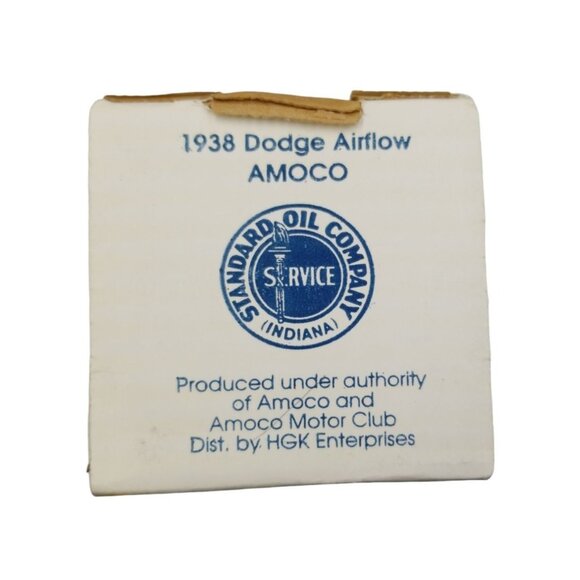 1938 Dodge Airflow
AMOCO
STANDARD OIL COMPANY
SERVICE
(INDIANA)
Produced under authority
of Amoco and
Amoco Motor Club
Dist. by HGK Enterprises